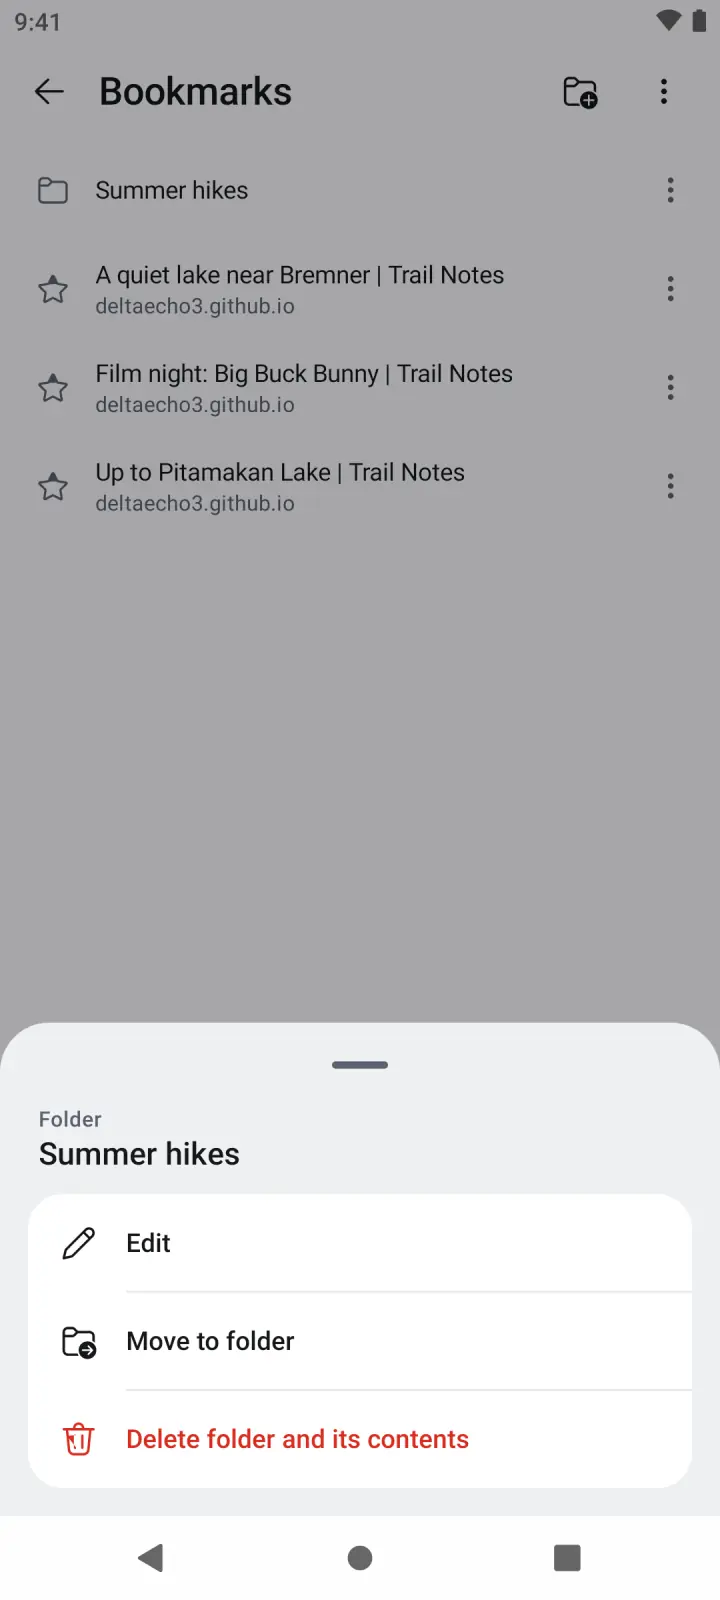 9:41
Bookmarks
Summer hikes
A quiet lake near Bremner | Trail Notes
deltaecho3.github.io
Film night: Big Buck Bunny | Trail Notes
deltaecho3.github.io
Up to Pitamakan Lake | Trail Notes
deltaecho3.github.io
Folder
Summer hikes
Edit
Move to folder
Delete folder and its contents